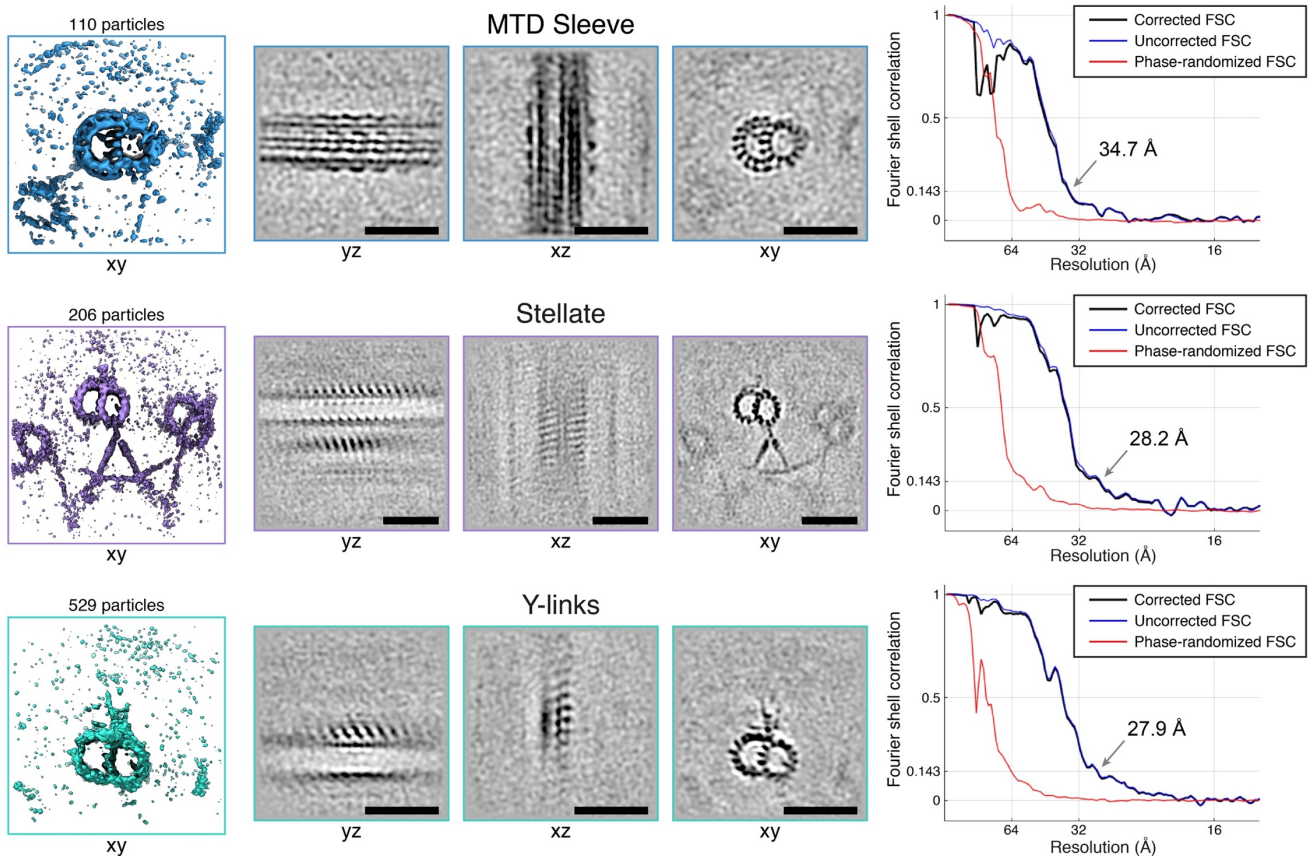 110 particles
MTD Sleeve
xy
yz
xz
xy
Fourier shell correlation
1
0.5
0.143
0
64
32
16
Resolution (Å)
Corrected FSC
Uncorrected FSC
Phase-randomized FSC
34.7 Å
206 particles
Stellate
xy
yz
xz
xy
Fourier shell correlation
1
0.5
0.143
0
64
32
16
Resolution (Å)
Corrected FSC
Uncorrected FSC
Phase-randomized FSC
28.2 Å
529 particles
Y-links
xy
yz
xz
xy
Fourier shell correlation
1
0.5
0.143
0
64
32
16
Resolution (Å)
Corrected FSC
Uncorrected FSC
Phase-randomized FSC
27.9 Å